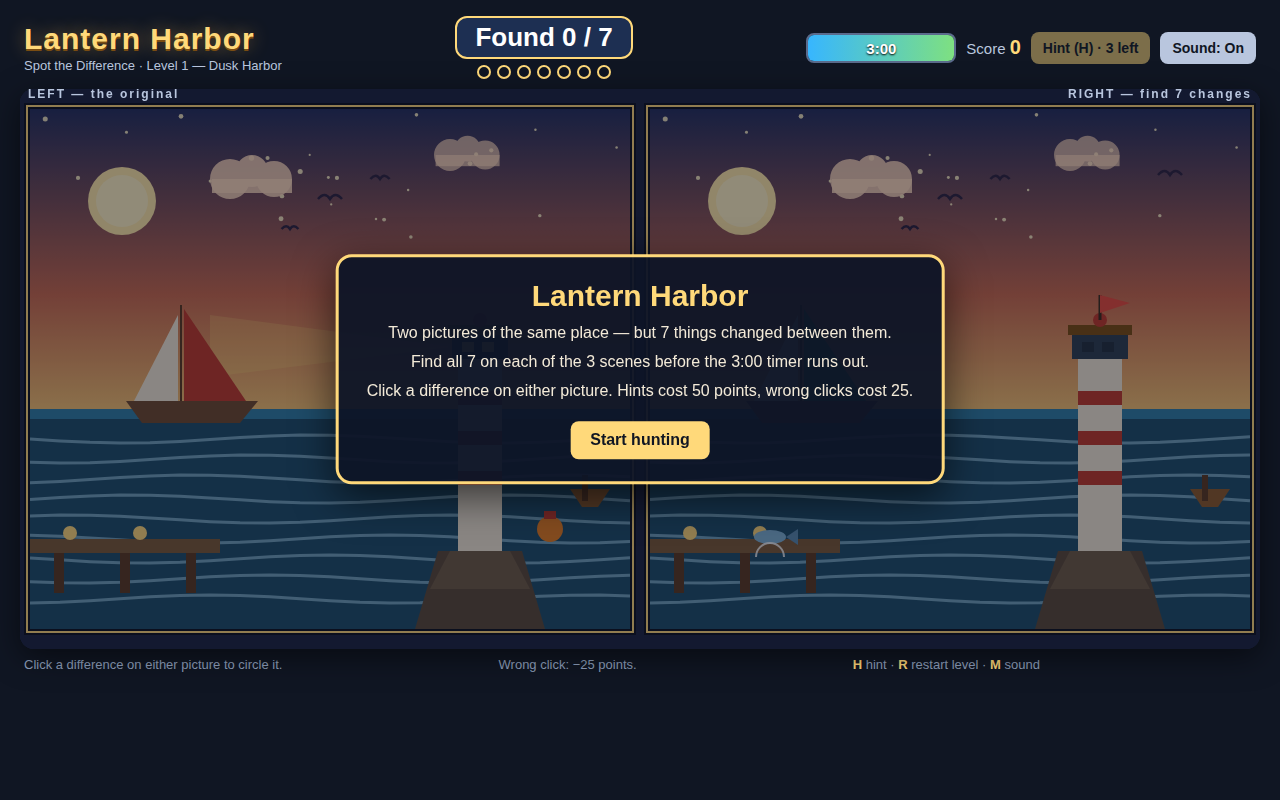 Lantern Harbor
Spot the Difference · Level 1 — Dusk Harbor
Found 0 / 7
3:00
Score 0
Hint (H) · 3 left
Sound: On
LEFT — the original
RIGHT — find 7 changes
Lantern Harbor
Two pictures of the same place — but 7 things changed between them.
Find all 7 on each of the 3 scenes before the 3:00 timer runs out.
Click a difference on either picture. Hints cost 50 points, wrong clicks cost 25.
Start hunting
Click a difference on either picture to circle it.
Wrong click: −25 points.
H hint · R restart level · M sound